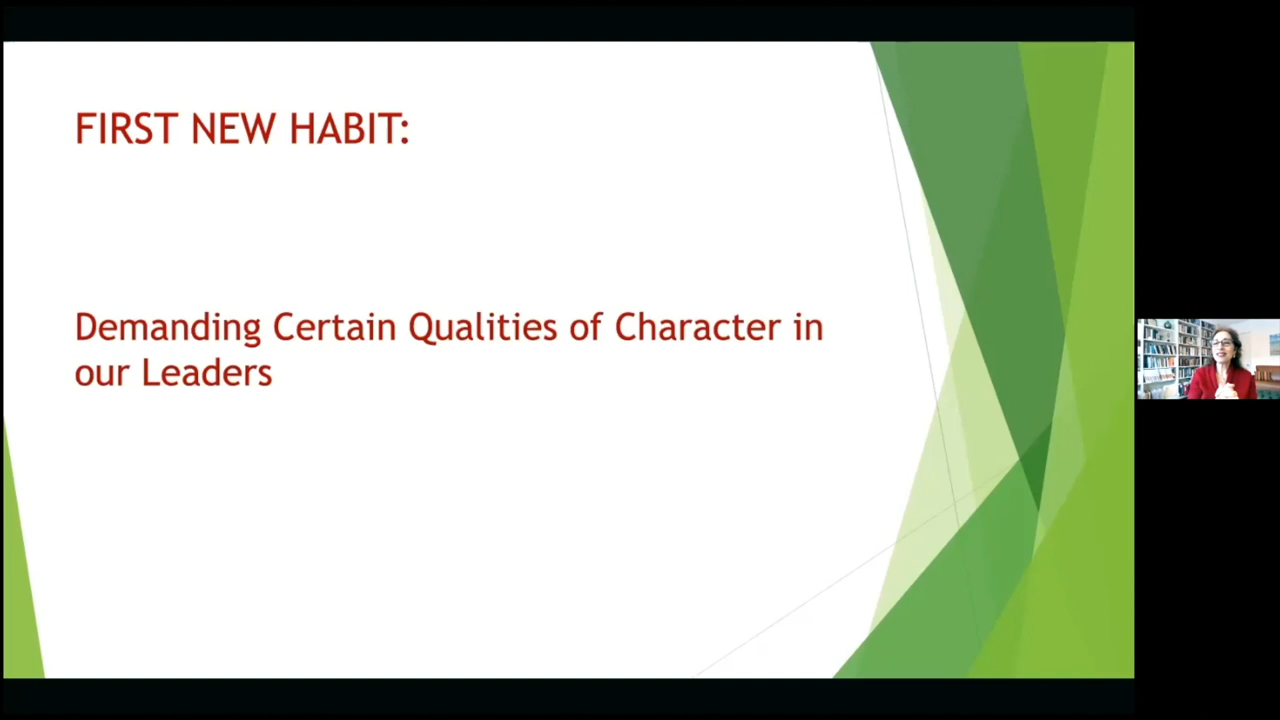 FIRST NEW HABIT:
Demanding Certain Qualities of Character in
our Leaders